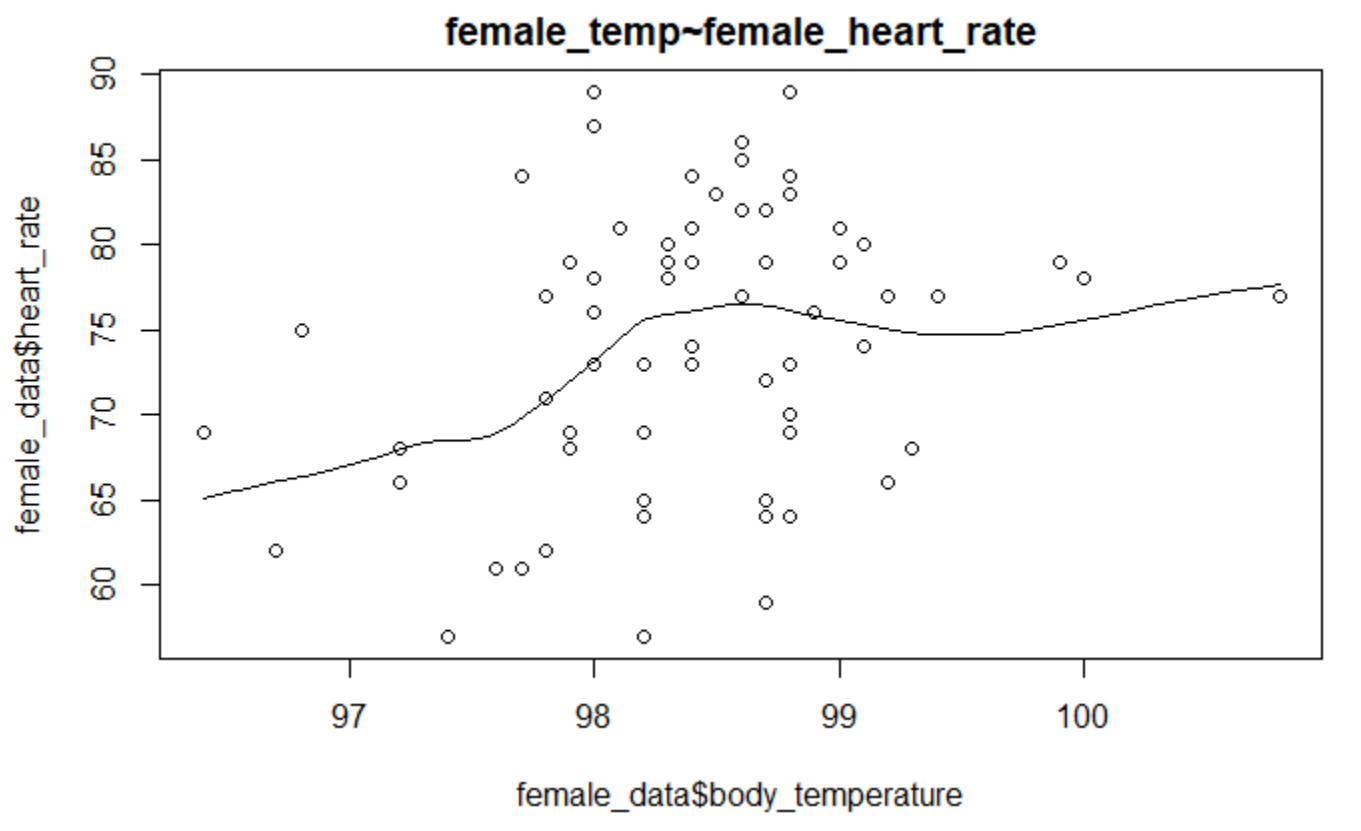 female_temp~female_heart_rate
90
85
80
75
70
65
60
female_data$heart_rate
97 98 99 100
female_data$body_temperature